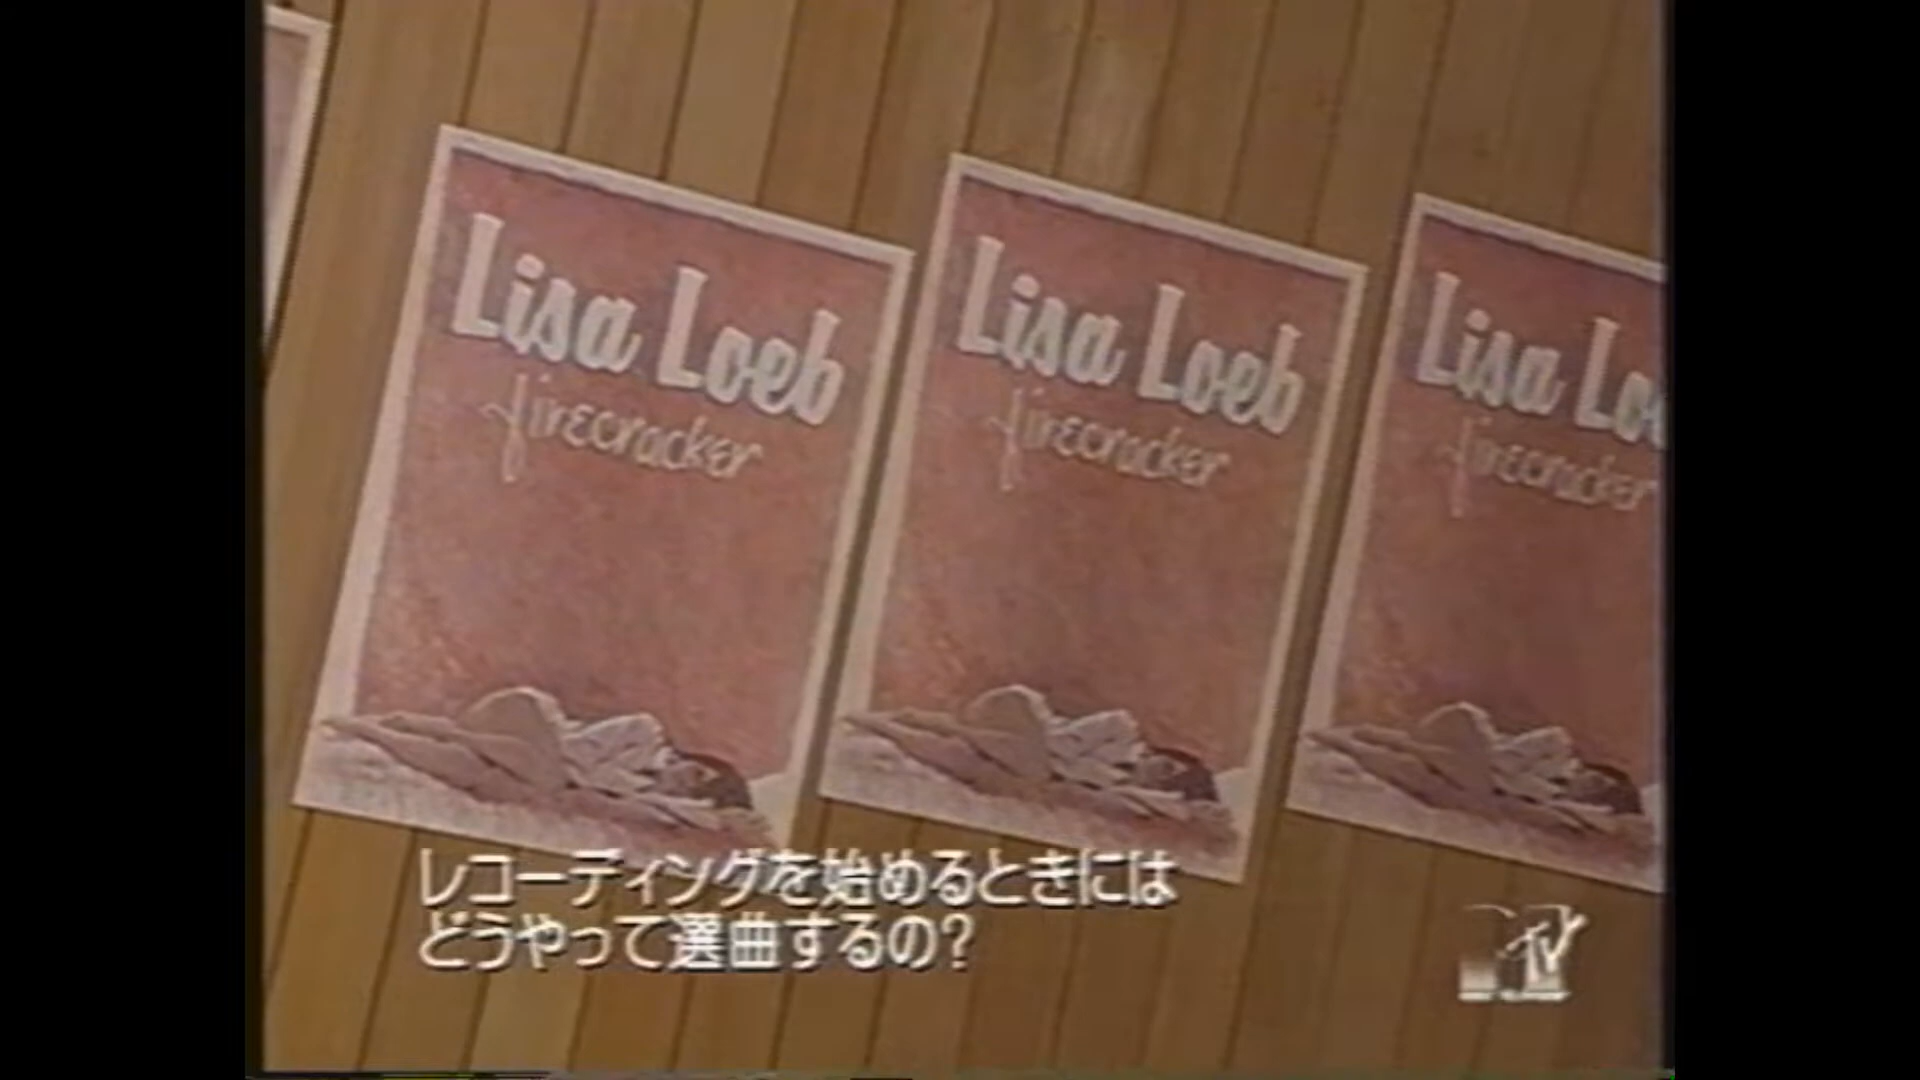 Lisa Loeb
firecracker
Lisa Loeb
firecracker
Lisa Lo
firecracker
レコーディングを始めるときには
どうやって選曲するの?
MTV